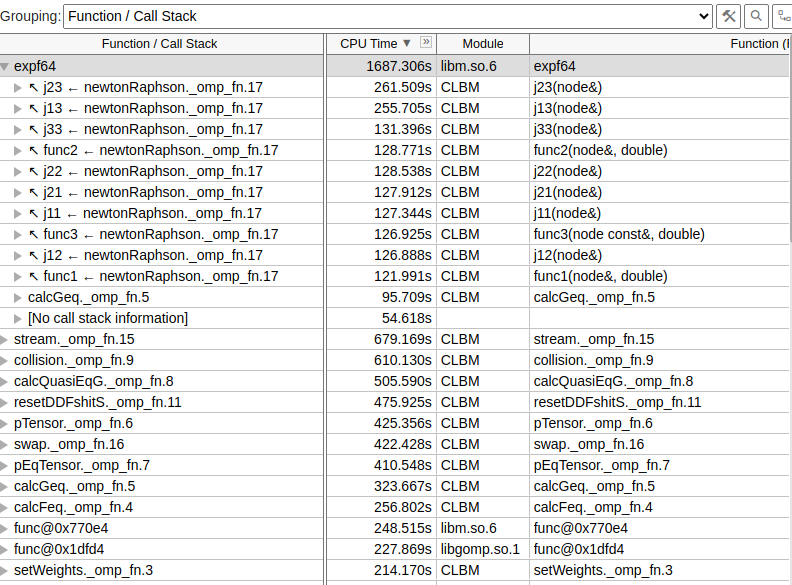 Grouping: Function / Call Stack
Function / Call Stack CPU Time ▼ » Module Function (F
expf64 1687.306s libm.so.6 expf64
↖ j23 ← newtonRaphson._omp_fn.17 261.509s CLBM j23(node&)
↖ j13 ← newtonRaphson._omp_fn.17 255.705s CLBM j13(node&)
↖ j33 ← newtonRaphson._omp_fn.17 131.396s CLBM j33(node&)
↖ func2 ← newtonRaphson._omp_fn.17 128.771s CLBM func2(node&, double)
↖ j22 ← newtonRaphson._omp_fn.17 128.538s CLBM j22(node&)
↖ j21 ← newtonRaphson._omp_fn.17 127.912s CLBM j21(node&)
↖ j11 ← newtonRaphson._omp_fn.17 127.344s CLBM j11(node&)
↖ func3 ← newtonRaphson._omp_fn.17 126.925s CLBM func3(node const&, double)
↖ j12 ← newtonRaphson._omp_fn.17 126.888s CLBM j12(node&)
↖ func1 ← newtonRaphson._omp_fn.17 121.991s CLBM func1(node&, double)
calcGeq._omp_fn.5 95.709s CLBM calcGeq._omp_fn.5
[No call stack information] 54.618s
stream._omp_fn.15 679.169s CLBM stream._omp_fn.15
collision._omp_fn.9 610.130s CLBM collision._omp_fn.9
calcQuasiEqG._omp_fn.8 505.590s CLBM calcQuasiEqG._omp_fn.8
resetDDFshitS._omp_fn.11 475.925s CLBM resetDDFshitS._omp_fn.11
pTensor._omp_fn.6 425.356s CLBM pTensor._omp_fn.6
swap._omp_fn.16 422.428s CLBM swap._omp_fn.16
pEqTensor._omp_fn.7 410.548s CLBM pEqTensor._omp_fn.7
calcGeq._omp_fn.5 323.667s CLBM calcGeq._omp_fn.5
calcFeq._omp_fn.4 256.802s CLBM calcFeq._omp_fn.4
func@0x770e4 248.515s libm.so.6 func@0x770e4
func@0x1dfd4 227.869s libgomp.so.1 func@0x1dfd4
setWeights._omp_fn.3 214.170s CLBM setWeights._omp_fn.3